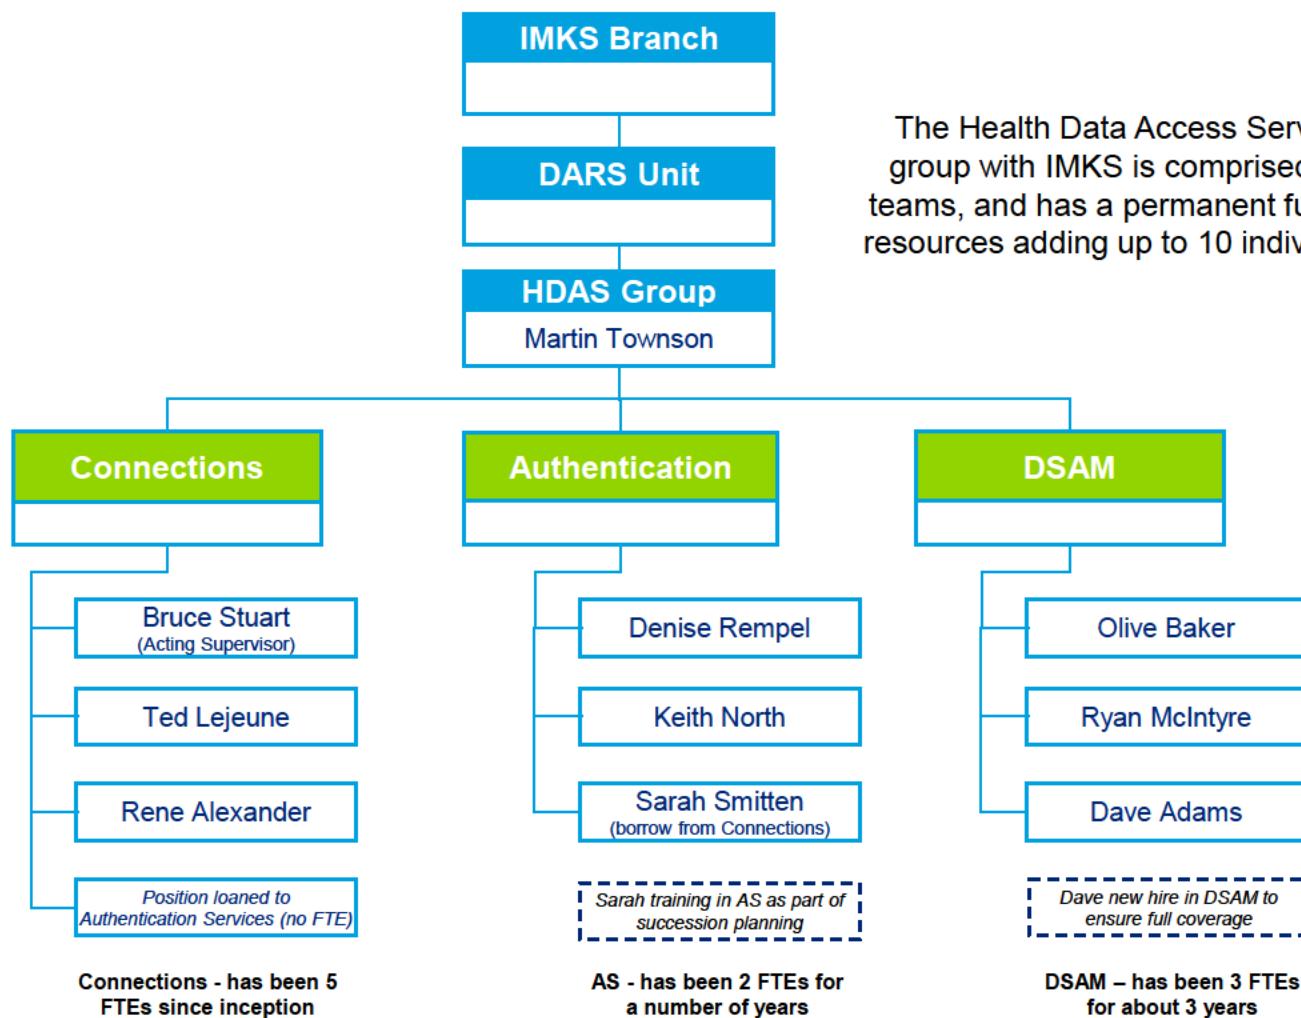 IMKS Branch
The Health Data Access Serv
group with IMKS is comprised
teams, and has a permanent fu
resources adding up to 10 indiv
DARS Unit
HDAS Group
Martin Townson
Connections
Authentication
DSAM
Bruce Stuart
(Acting Supervisor)
Ted Lejeune
Rene Alexander
Position loaned to
Authentication Services (no FTE)
Connections - has been 5
FTEs since inception
Denise Rempel
Keith North
Sarah Smitten
(borrow from Connections)
Sarah training in AS as part of
succession planning
AS - has been 2 FTEs for
a number of years
Olive Baker
Ryan McIntyre
Dave Adams
Dave new hire in DSAM to
ensure full coverage
DSAM – has been 3 FTEs
for about 3 years